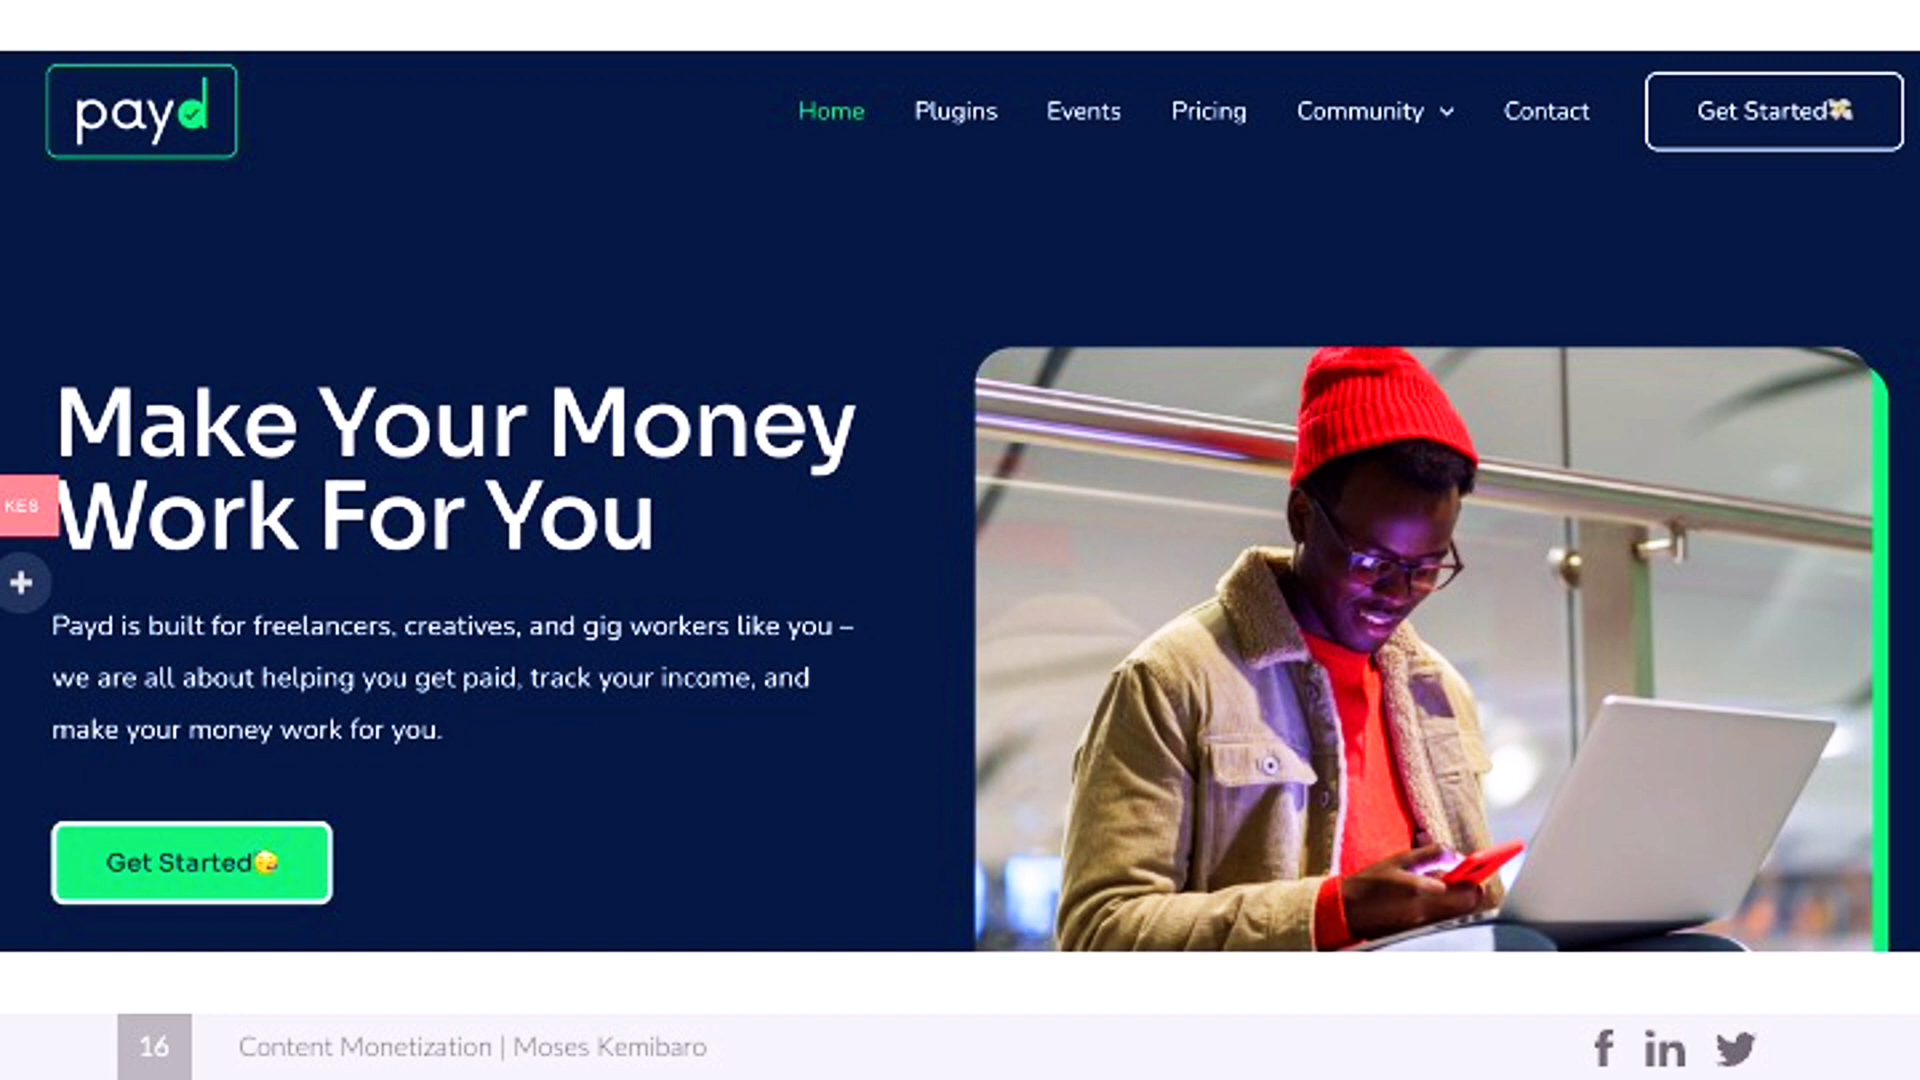 payd
Home Plugins Events Pricing Community Contact Get Started💸
Make Your Money
Work For You
KES
Payd is built for freelancers, creatives, and gig workers like you –
we are all about helping you get paid, track your income, and
make your money work for you.
Get Started🥳
16 Content Monetization | Moses Kemibaro